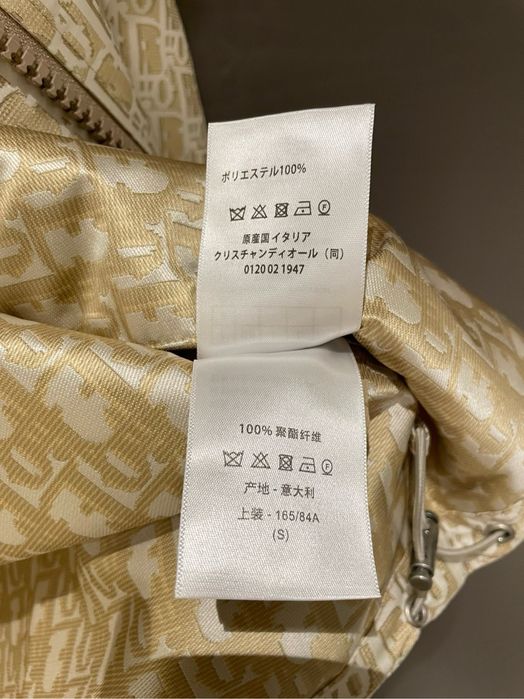 ポリエステル100%
F
原産国イタリア
クリスチャンディオール（同）
0120 02 1947
100% 聚酯纤维
F
产地 - 意大利
上装 - 165/84A
(S)